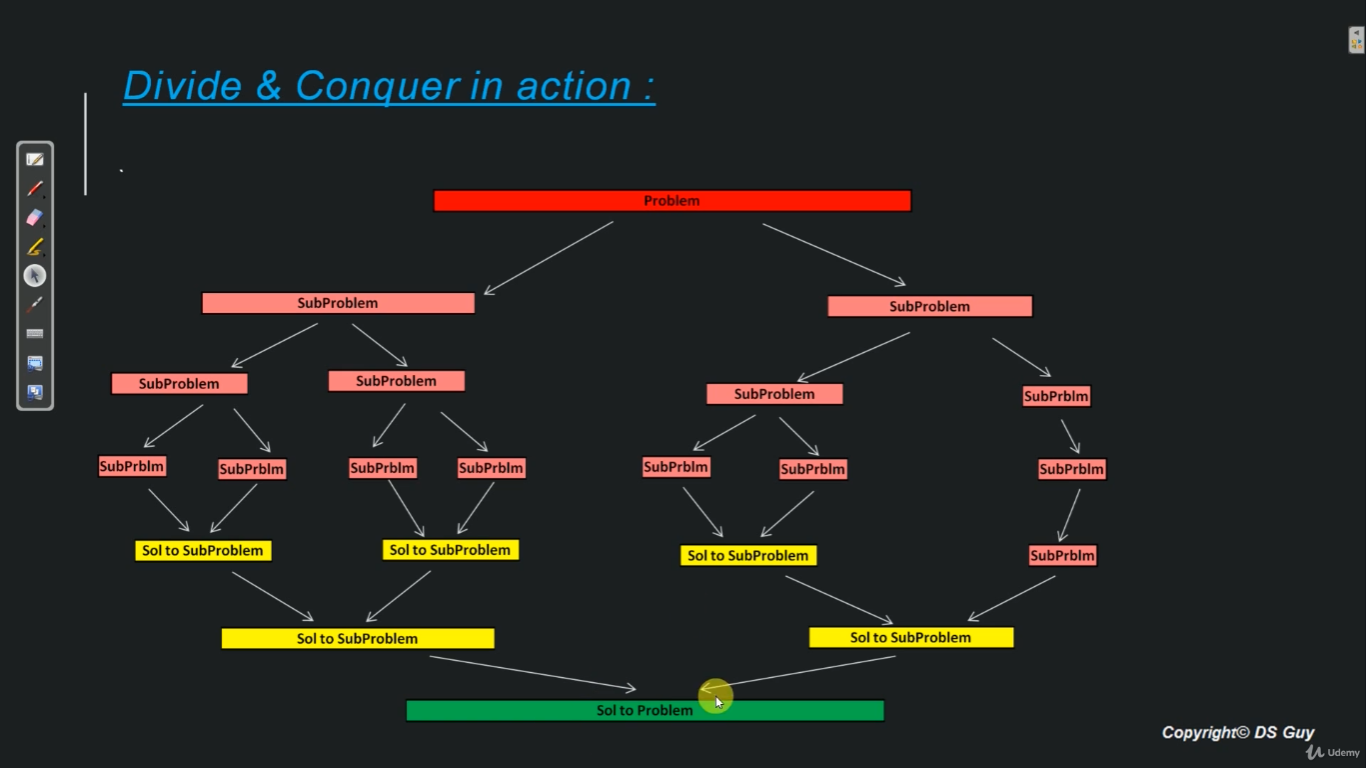 Divide & Conquer in action :
.
Problem
SubProblem
SubProblem
SubProblem
SubProblem
SubProblem
SubPrblm
SubPrblm
SubPrblm
SubPrblm
SubPrblm
SubPrblm
SubPrblm
SubPrblm
Sol to SubProblem
Sol to SubProblem
Sol to SubProblem
SubPrblm
Sol to SubProblem
Sol to SubProblem
Sol to Problem
Copyright© DS Guy
Udemy